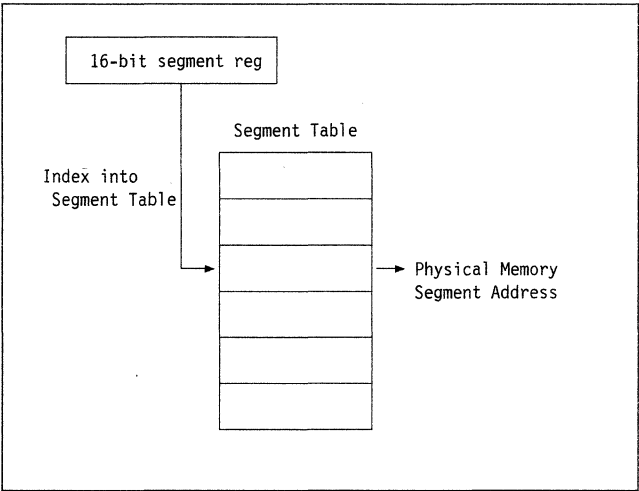 16-bit segment reg
Segment Table
Index into
Segment Table
Physical Memory
Segment Address